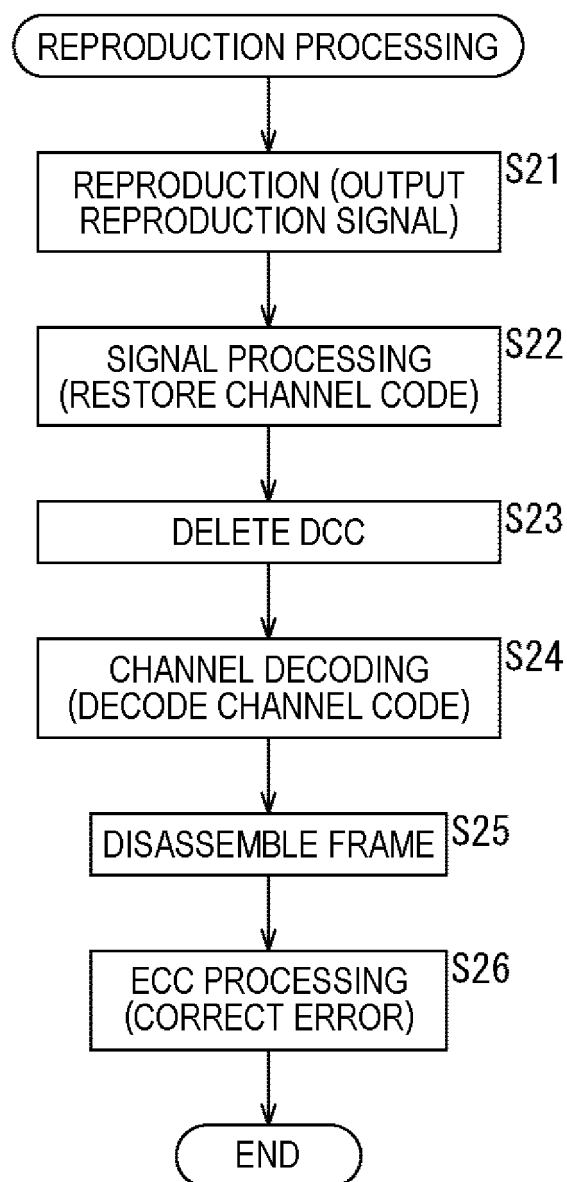 REPRODUCTION PROCESSING
REPRODUCTION (OUTPUT
REPRODUCTION SIGNAL)
S21
SIGNAL PROCESSING
(RESTORE CHANNEL CODE)
S22
DELETE DCC
S23
CHANNEL DECODING
(DECODE CHANNEL CODE)
S24
DISASSEMBLE FRAME
S25
ECC PROCESSING
(CORRECT ERROR)
S26
END